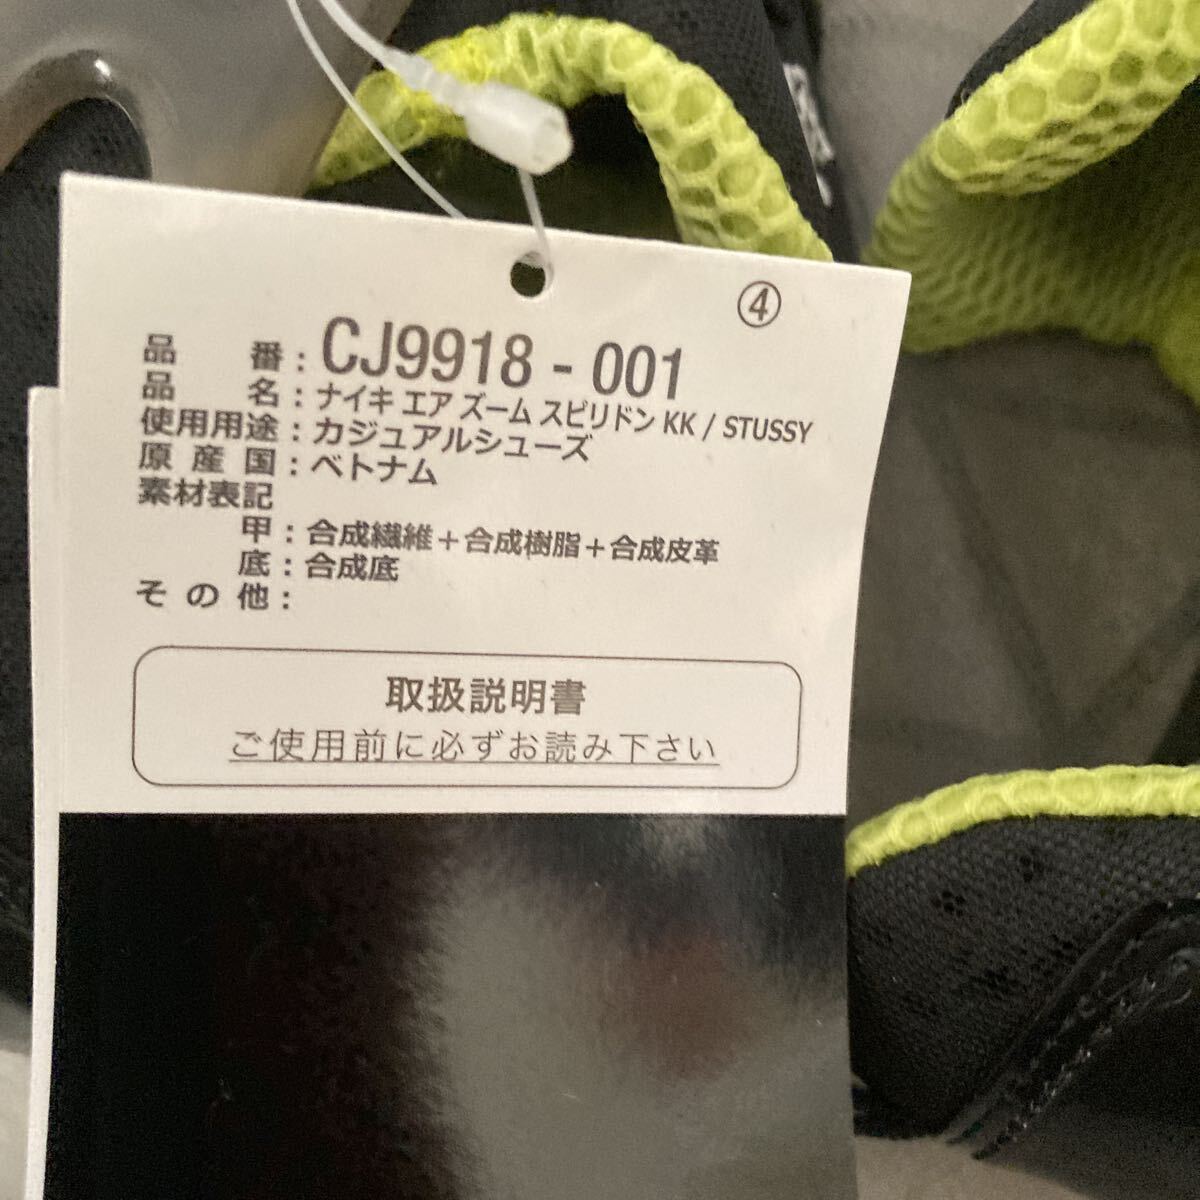 ④
品番：CJ9918 - 001
品名：ナイキ エア ズーム スピリドン KK / STUSSY
使用用途：カジュアルシューズ
原産国：ベトナム
素材表記
甲：合成繊維＋合成樹脂＋合成皮革
底：合成底
その他：
取扱説明書
ご使用前に必ずお読み下さい